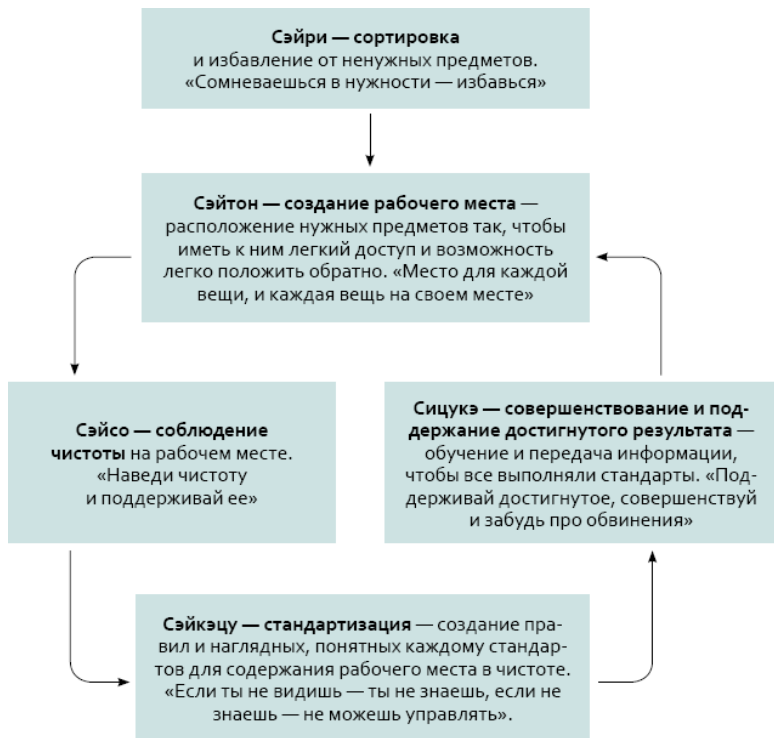 Сэйри — сортировка
и избавление от ненужных предметов.
«Сомневаешься в нужности — избавься»
Сэйтон — создание рабочего места —
расположение нужных предметов так, чтобы
иметь к ним легкий доступ и возможность
легко положить обратно. «Место для каждой
вещи, и каждая вещь на своем месте»
Сэйсо — соблюдение
чистоты на рабочем месте.
«Наведи чистоту
и поддерживай ее»
Сицукэ — совершенствование и под-
держание достигнутого результата —
обучение и передача информации,
чтобы все выполняли стандарты. «Под-
держивай достигнутое, совершенствуй
и забудь про обвинения»
Сэйкэцу — стандартизация — создание пра-
вил и наглядных, понятных каждому стандар-
тов для содержания рабочего места в чистоте.
«Если ты не видишь — ты не знаешь, если не
знаешь — не можешь управлять».